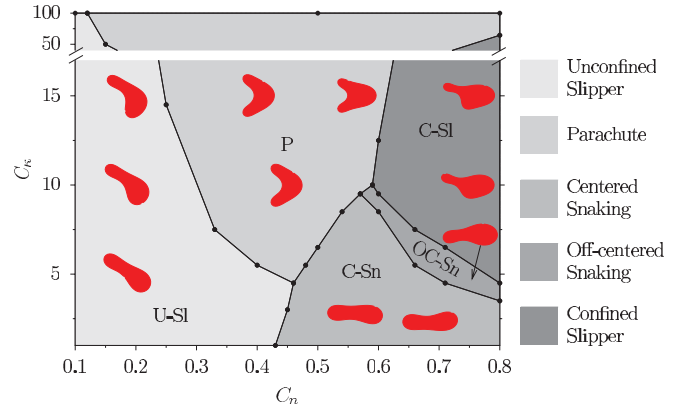 100
50
15
10
5
Cκ
P
C-Sl
OC-Sn
C-Sn
U-Sl
0.1 0.2 0.3 0.4 0.5 0.6 0.7 0.8
Cn
Unconfined
Slipper
Parachute
Centered
Snaking
Off-centered
Snaking
Confined
Slipper